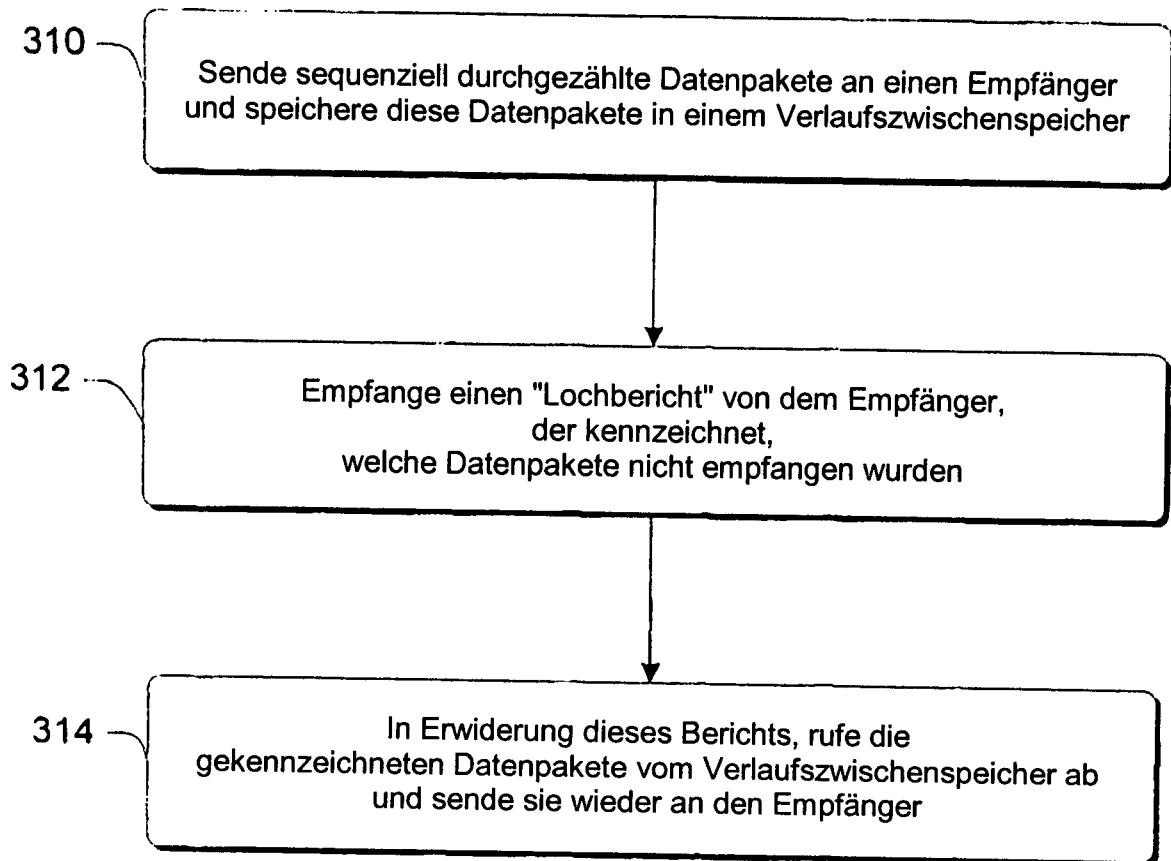 310
Sende sequenziell durchgezählte Datenpakete an einen Empfänger
und speichere diese Datenpakete in einem Verlaufszwischenspeicher
312
Empfange einen "Lochbericht" von dem Empfänger,
der kennzeichnet,
welche Datenpakete nicht empfangen wurden
314
In Erwiderung dieses Berichts, rufe die
gekennzeichneten Datenpakete vom Verlaufszwischenspeicher ab
und sende sie wieder an den Empfänger